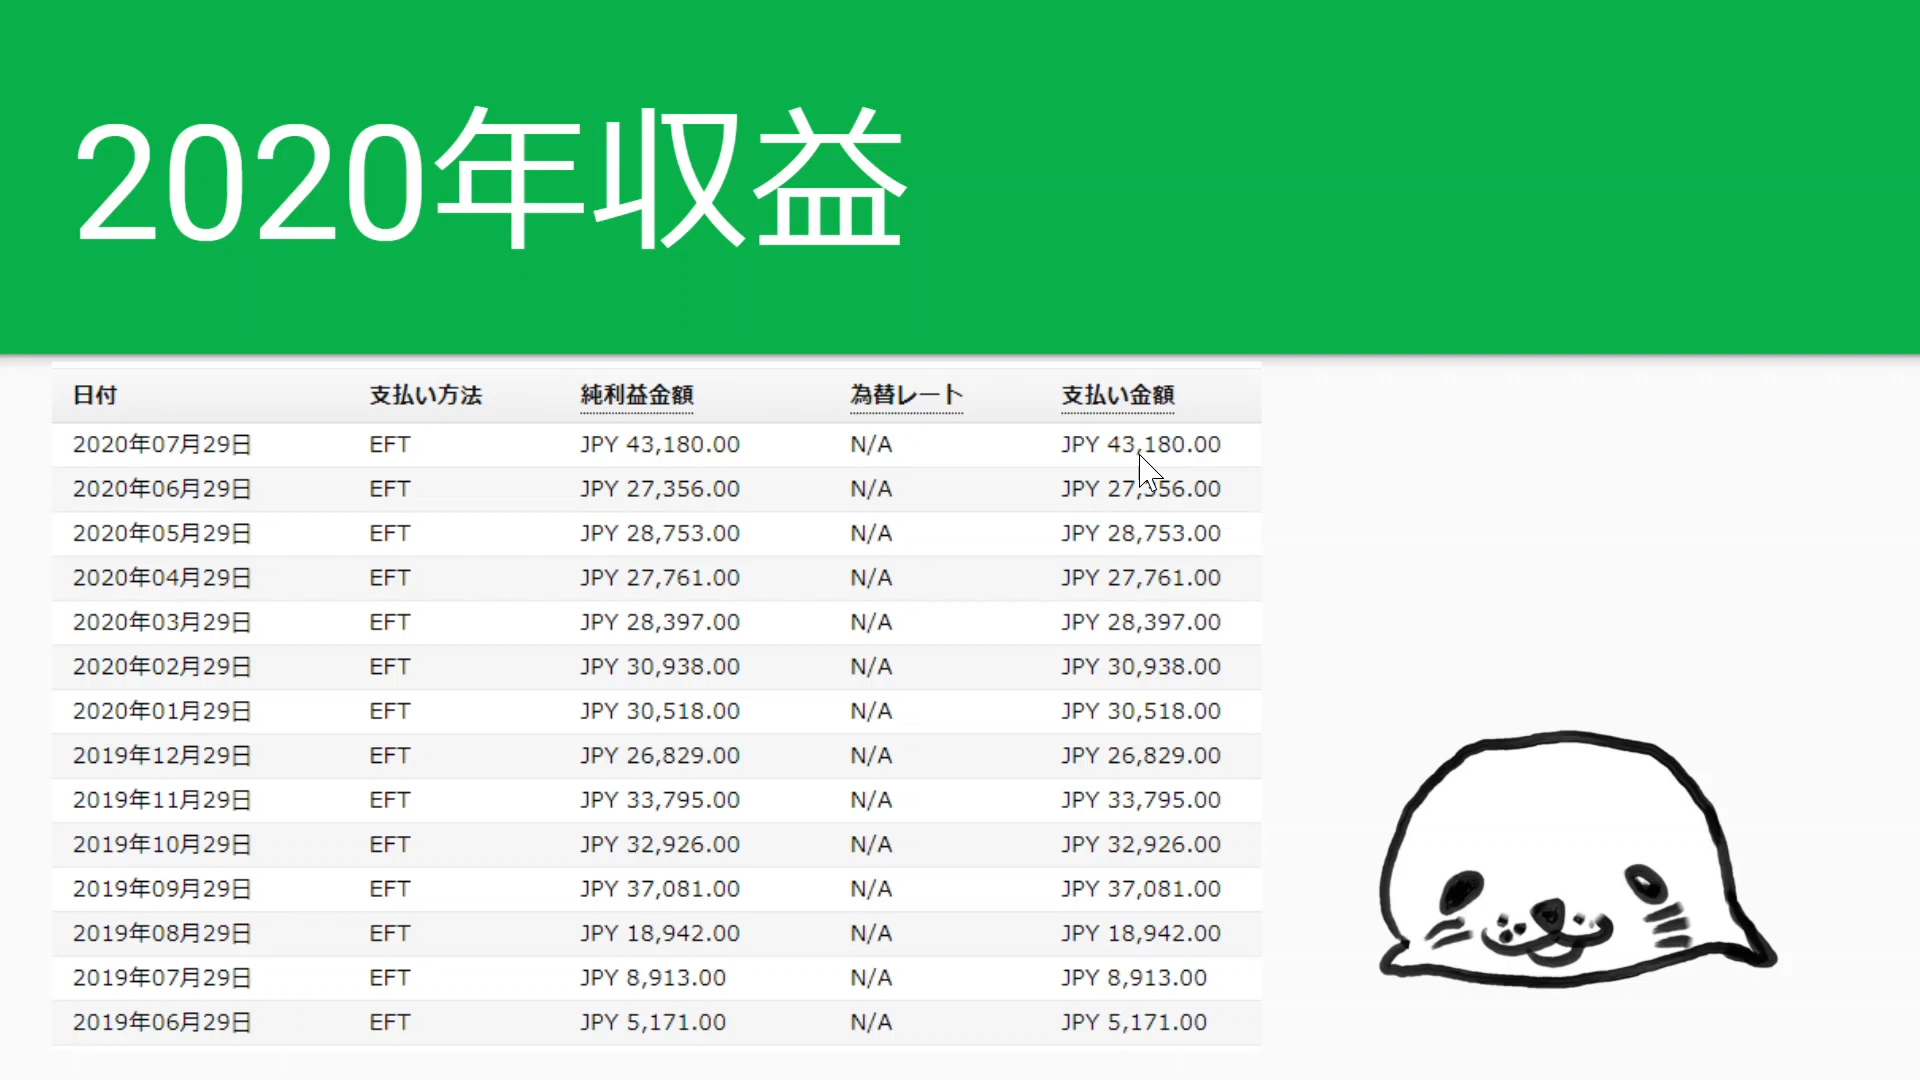 2020年収益
日付 支払い方法 純利益金額 為替レート 支払い金額
2020年07月29日 EFT JPY 43,180.00 N/A JPY 43,180.00
2020年06月29日 EFT JPY 27,356.00 N/A JPY 27,356.00
2020年05月29日 EFT JPY 28,753.00 N/A JPY 28,753.00
2020年04月29日 EFT JPY 27,761.00 N/A JPY 27,761.00
2020年03月29日 EFT JPY 28,397.00 N/A JPY 28,397.00
2020年02月29日 EFT JPY 30,938.00 N/A JPY 30,938.00
2020年01月29日 EFT JPY 30,518.00 N/A JPY 30,518.00
2019年12月29日 EFT JPY 26,829.00 N/A JPY 26,829.00
2019年11月29日 EFT JPY 33,795.00 N/A JPY 33,795.00
2019年10月29日 EFT JPY 32,926.00 N/A JPY 32,926.00
2019年09月29日 EFT JPY 37,081.00 N/A JPY 37,081.00
2019年08月29日 EFT JPY 18,942.00 N/A JPY 18,942.00
2019年07月29日 EFT JPY 8,913.00 N/A JPY 8,913.00
2019年06月29日 EFT JPY 5,171.00 N/A JPY 5,171.00